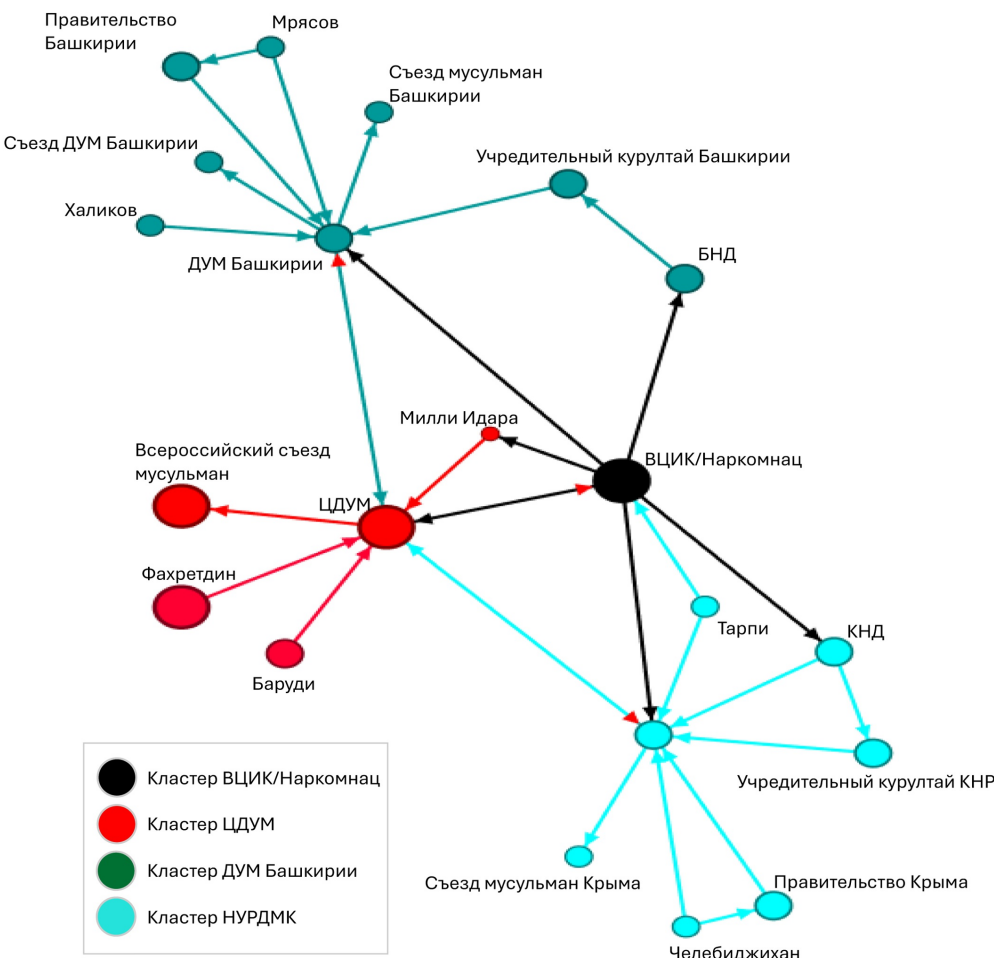 Правительство
Башкирии
Мрясов
Съезд мусульман
Башкирии
Съезд ДУМ Башкирии
Учредительный курултай Башкирии
Халиков
ДУМ Башкирии
БНД
Милли Идара
Всероссийский съезд
мусульман
ВЦИК/Наркомнац
ЦДУМ
Фахретдин
Тарпи
КНД
Баруди
Учредительный курултай КНР
Съезд мусульман Крыма
Правительство Крыма
Челебиджихан
Кластер ВЦИК/Наркомнац
Кластер ЦДУМ
Кластер ДУМ Башкирии
Кластер НУРДМК